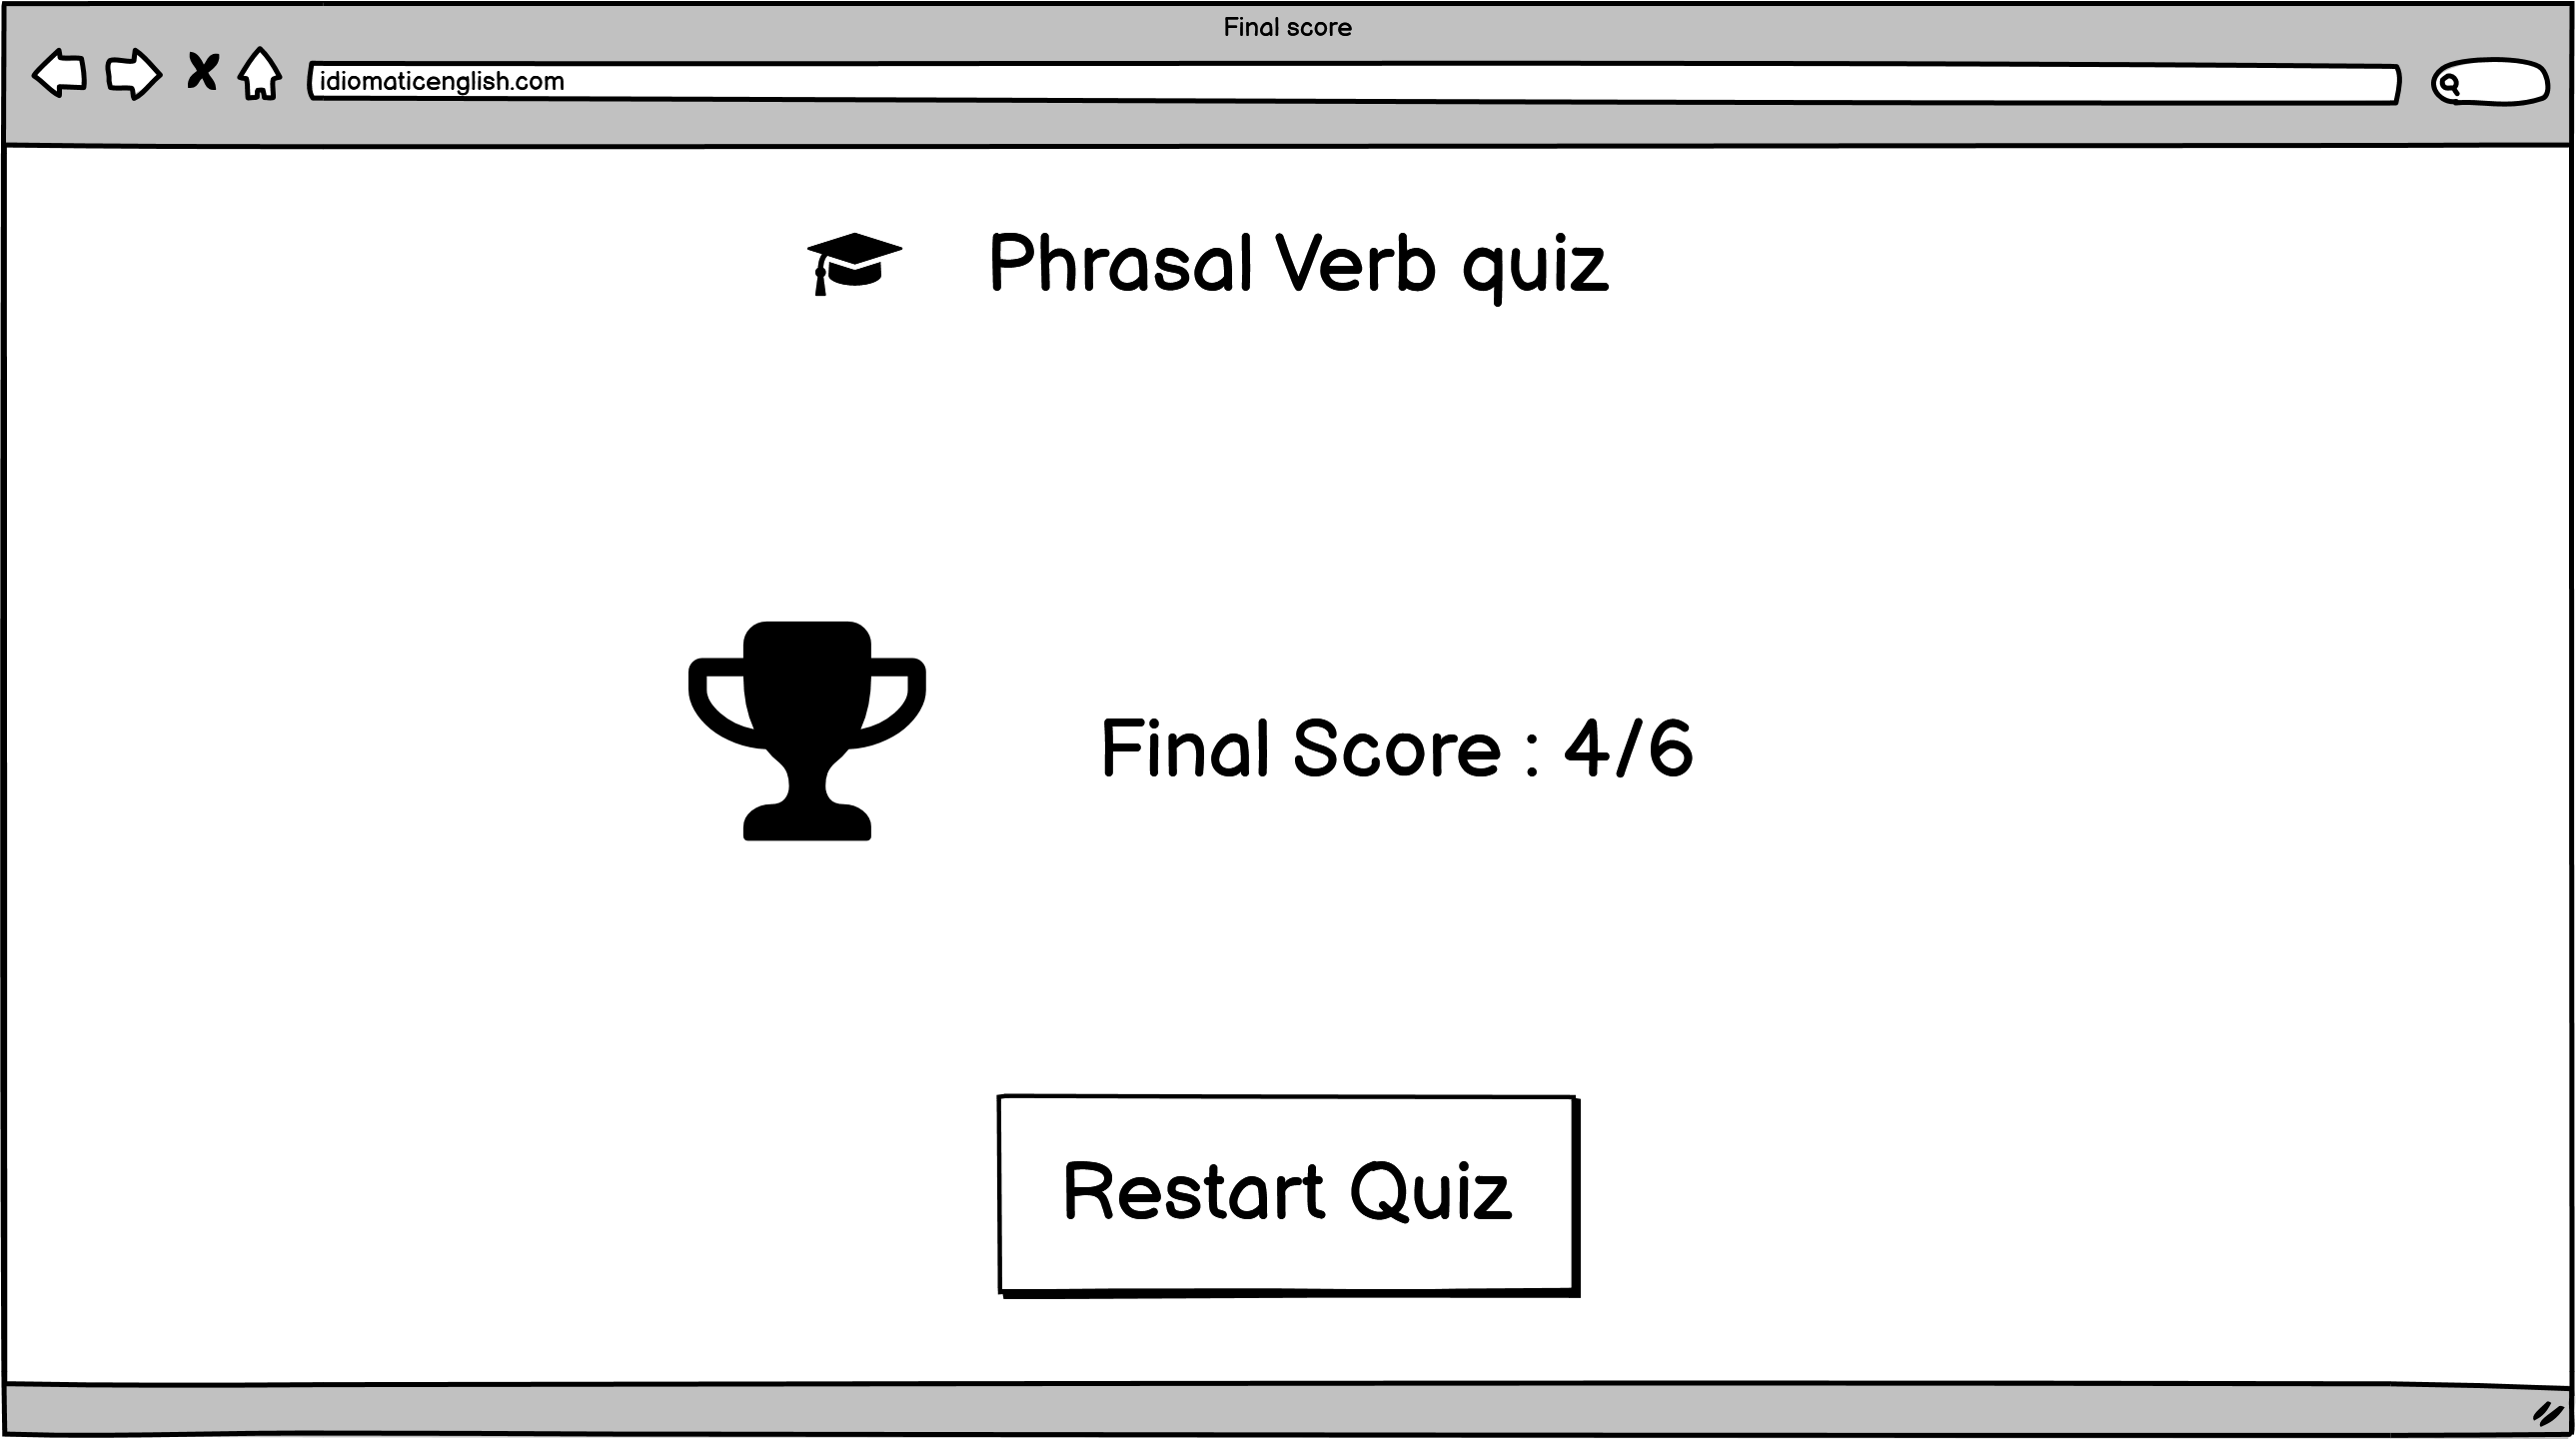 Final score
idiomaticenglish.com
Phrasal Verb quiz
Final Score : 4/6
Restart Quiz